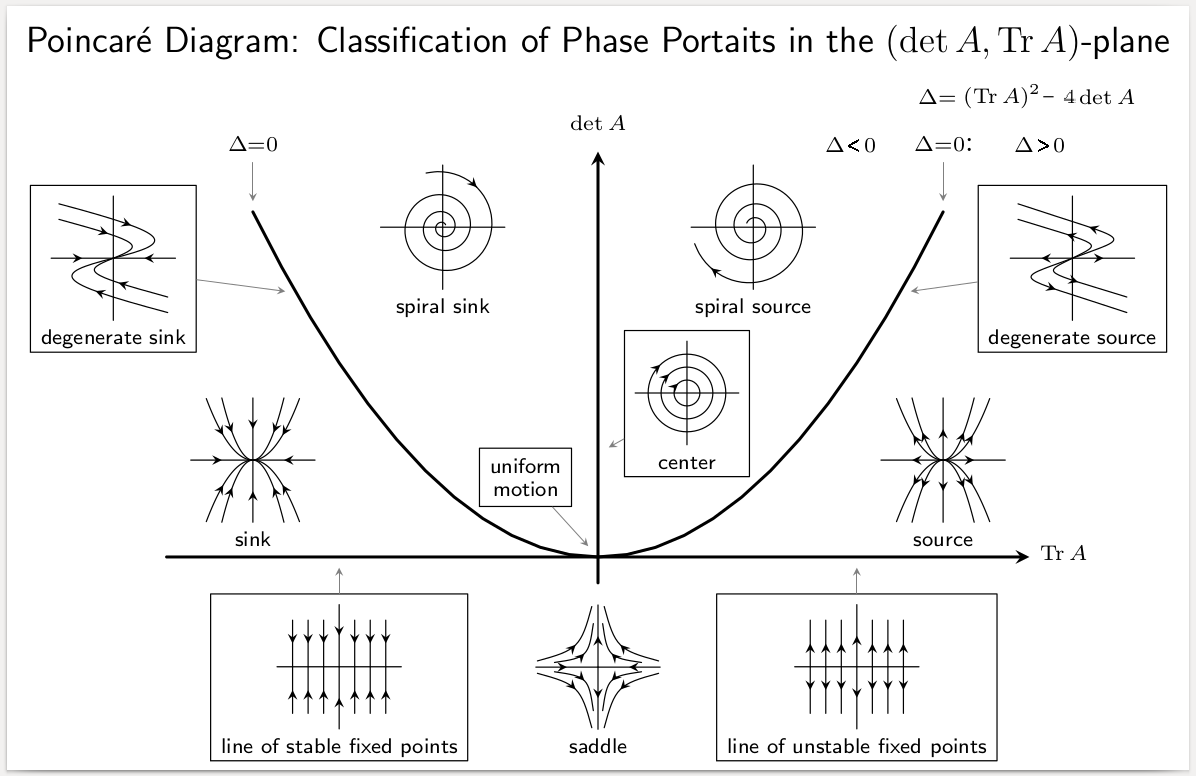 Poincaré Diagram: Classification of Phase Portaits in the (det A, Tr A)-plane
Δ= (Tr A)²− 4 det A
det A
Δ=0
Δ<0 Δ=0: Δ>0
spiral sink
spiral source
degenerate sink
degenerate source
center
uniform
motion
sink
source
Tr A
line of stable fixed points
saddle
line of unstable fixed points